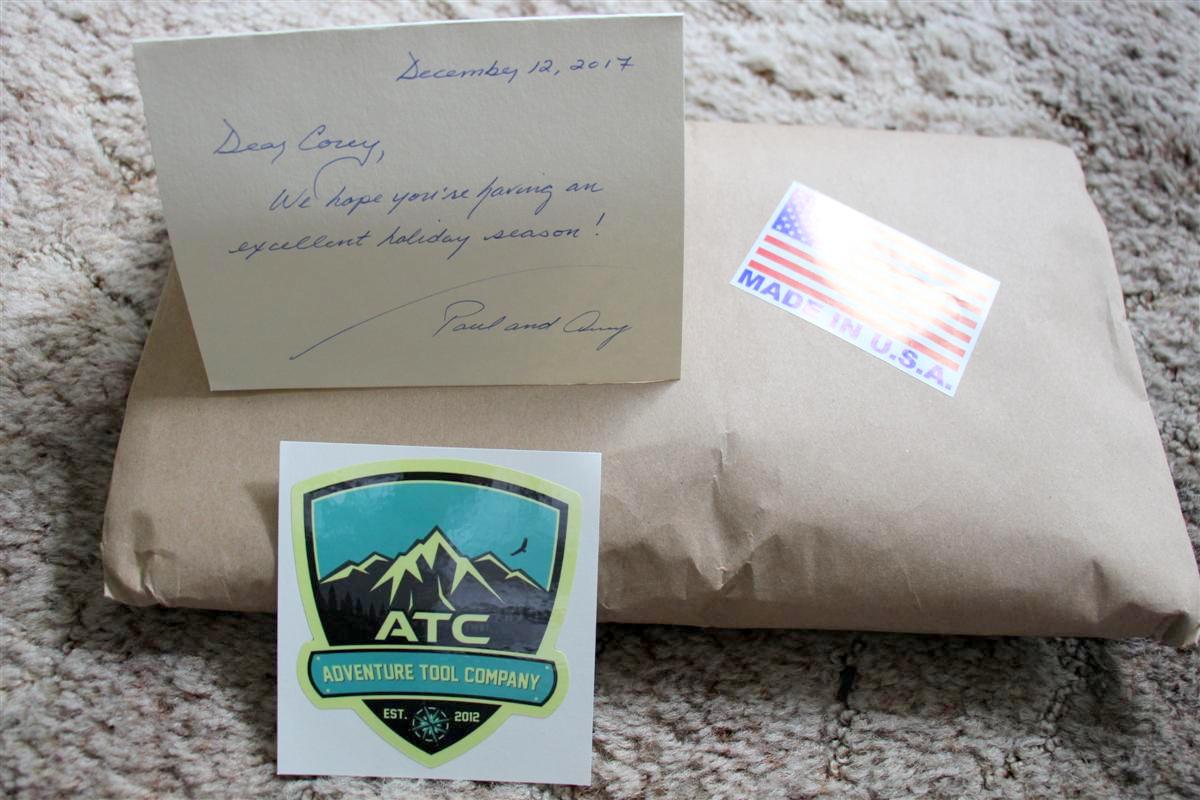 December 12, 2017
Dear Corey,
We hope you're having an
excellent holiday season!
Paul and Amy
MADE IN U.S.A.
ATC
ADVENTURE TOOL COMPANY
EST. 2012